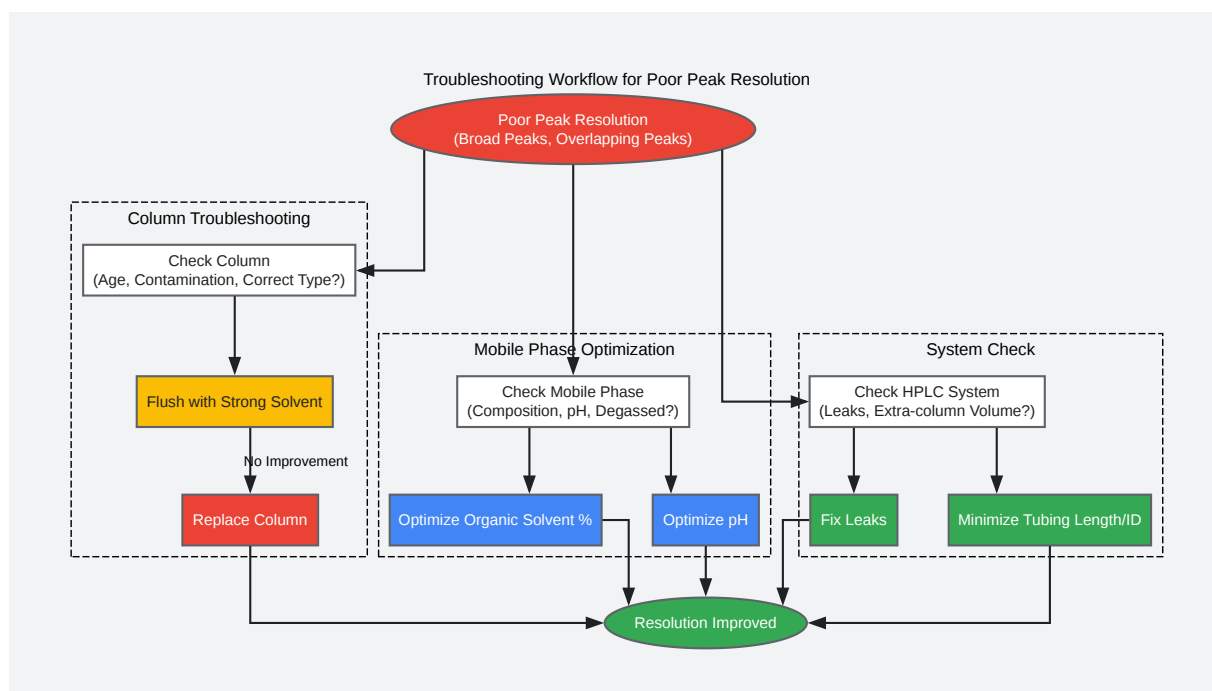 Troubleshooting Workflow for Poor Peak Resolution
Poor Peak Resolution
(Broad Peaks, Overlapping Peaks)
Column Troubleshooting
Check Column
(Age, Contamination, Correct Type?)
Flush with Strong Solvent
No Improvement
Replace Column
Mobile Phase Optimization
Check Mobile Phase
(Composition, pH, Degassed?)
Optimize Organic Solvent %
Optimize pH
System Check
Check HPLC System
(Leaks, Extra-column Volume?)
Fix Leaks
Minimize Tubing Length/ID
Resolution Improved